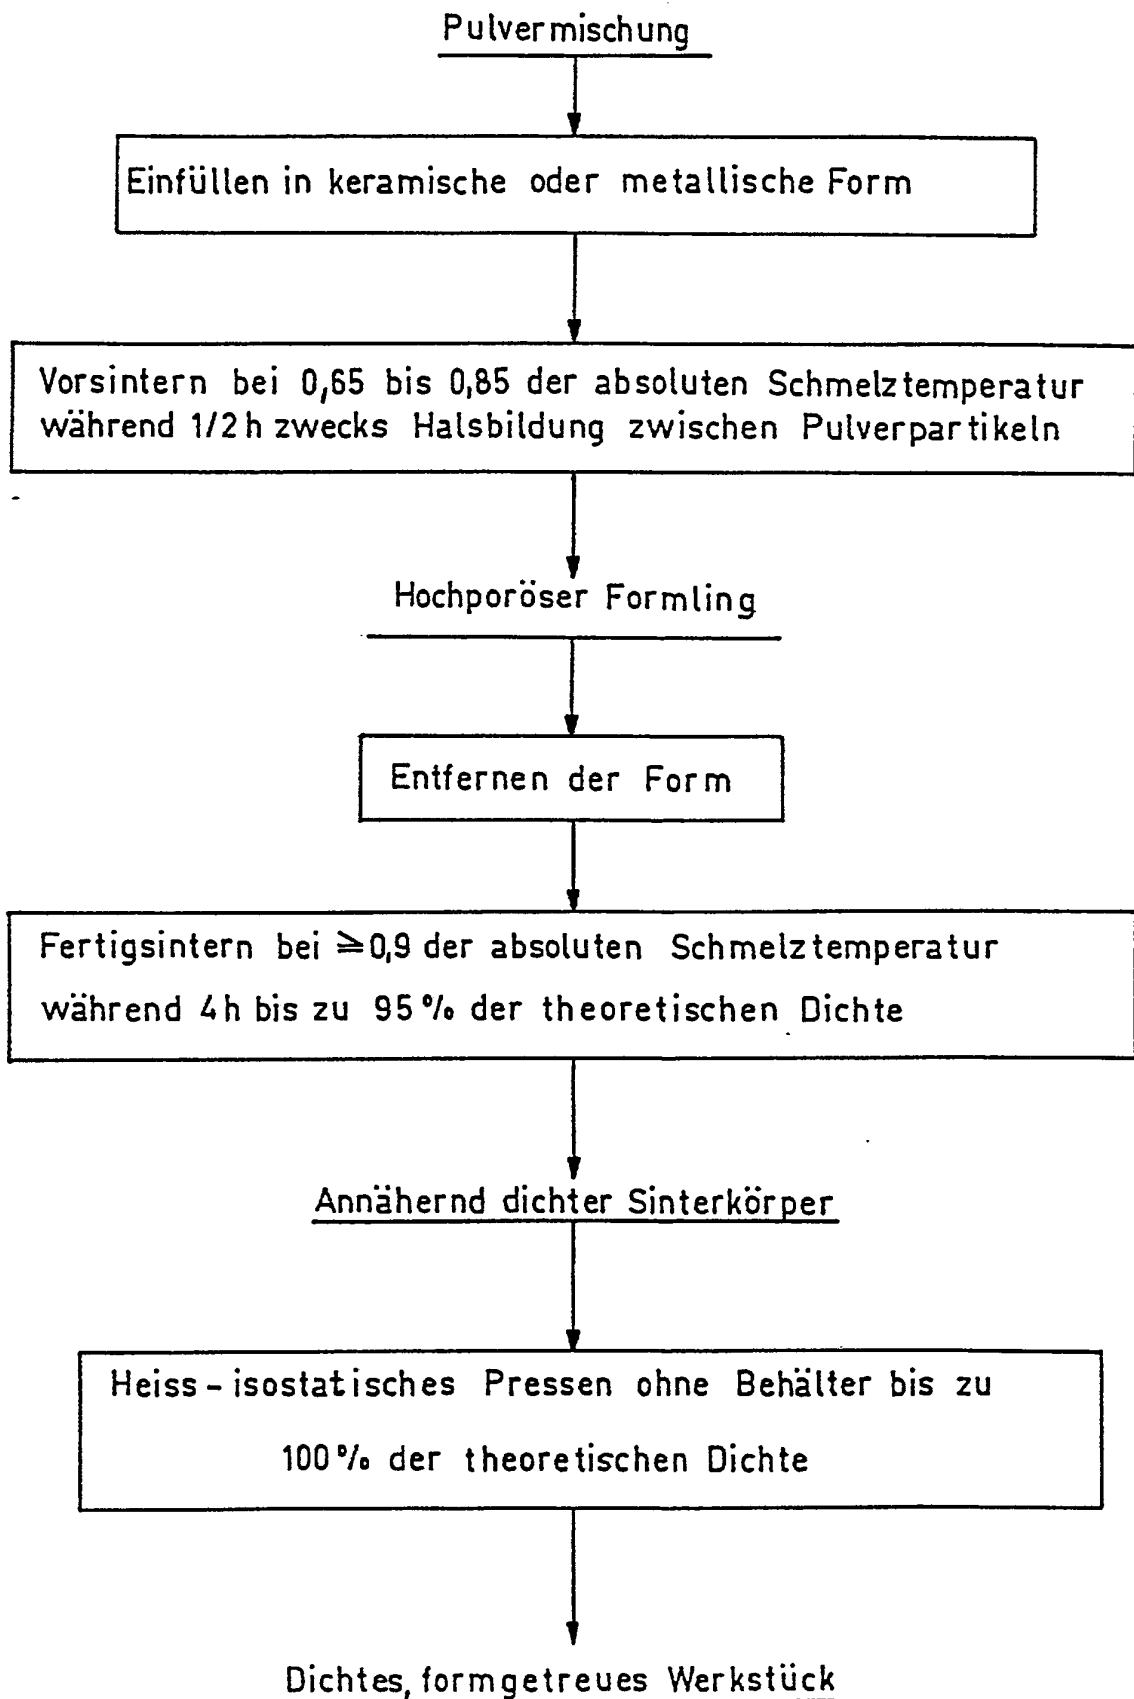 Pulvermischung
Einfüllen in keramische oder metallische Form
Vorsintern bei 0,65 bis 0,85 der absoluten Schmelztemperatur
während 1/2 h zwecks Halsbildung zwischen Pulverpartikeln
Hochporöser Formling
Entfernen der Form
Fertigsintern bei ≥0,9 der absoluten Schmelztemperatur
während 4 h bis zu 95 % der theoretischen Dichte
Annähernd dichter Sinterkörper
Heiss-isostatisches Pressen ohne Behälter bis zu
100 % der theoretischen Dichte
Dichtes, formgetreues Werkstück